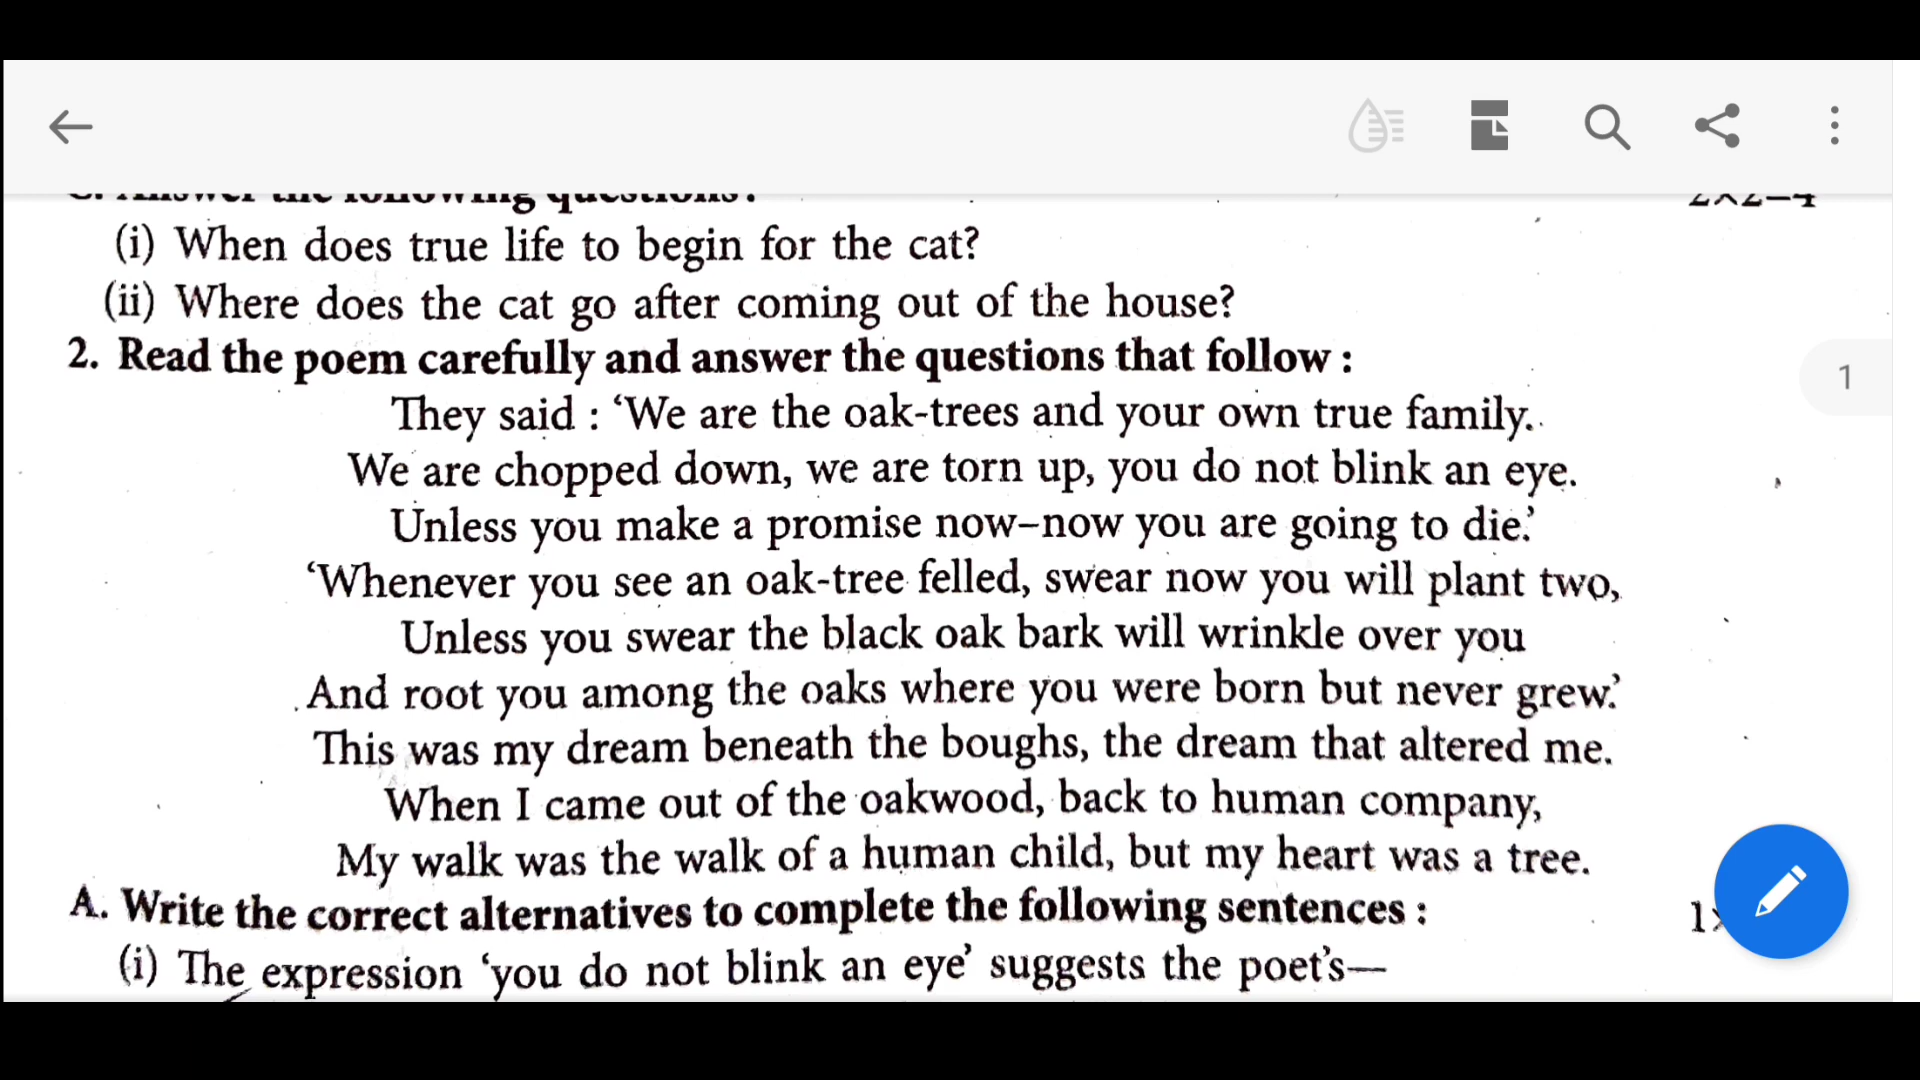 C. Answer the following questions: 2×2=4
(i) When does true life to begin for the cat?
(ii) Where does the cat go after coming out of the house?
2. Read the poem carefully and answer the questions that follow :
1
They said : ‘We are the oak-trees and your own true family.
We are chopped down, we are torn up, you do not blink an eye.
Unless you make a promise now–now you are going to die.’
‘Whenever you see an oak-tree felled, swear now you will plant two,
Unless you swear the black oak bark will wrinkle over you
And root you among the oaks where you were born but never grew.’
This was my dream beneath the boughs, the dream that altered me.
When I came out of the oakwood, back to human company,
My walk was the walk of a human child, but my heart was a tree.
A. Write the correct alternatives to complete the following sentences : 1
(i) The expression ‘you do not blink an eye’ suggests the poet’s—